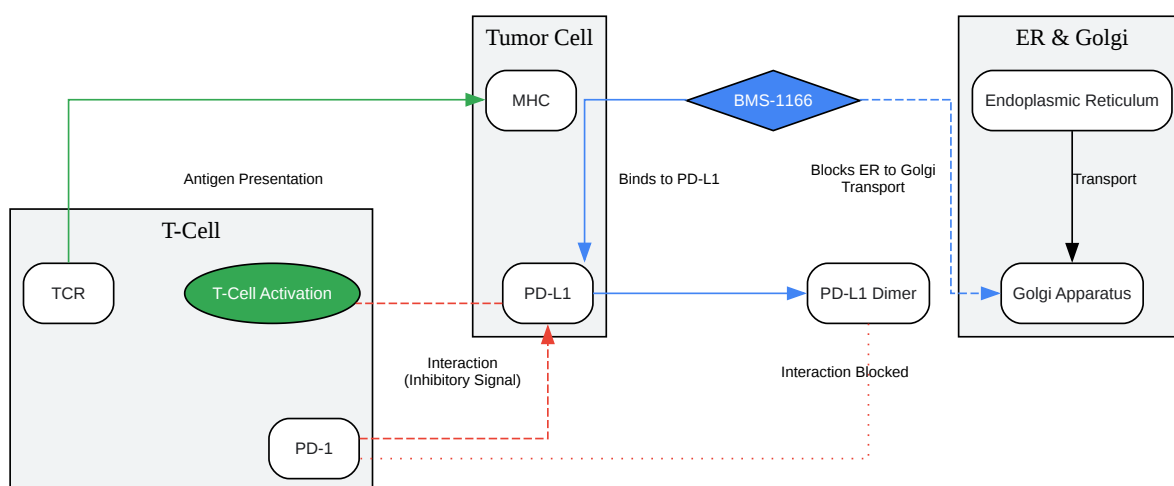 Tumor Cell
ER & Golgi
MHC
BMS-1166
Endoplasmic Reticulum
Antigen Presentation
Binds to PD-L1
Blocks ER to Golgi
Transport
Transport
T-Cell
TCR
T-Cell Activation
PD-L1
PD-L1 Dimer
Golgi Apparatus
Interaction
(Inhibitory Signal)
Interaction Blocked
PD-1